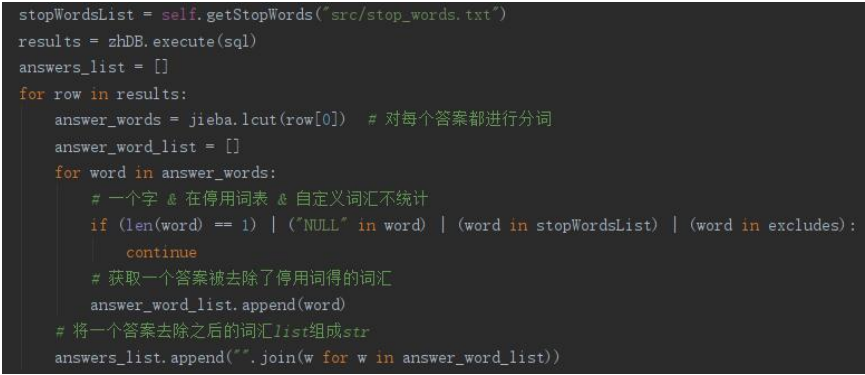 stopWordsList = self.getStopWords("src/stop_words.txt")
results = zhDB.execute(sql)
answers_list = []
for row in results:
    answer_words = jieba.lcut(row[0])  # 对每个答案都进行分词
    answer_word_list = []
    for word in answer_words:
        # 一个字 & 在停用词表 & 自定义词汇不统计
        if (len(word) == 1) | ("NULL" in word) | (word in stopWordsList) | (word in excludes):
            continue
        # 获取一个答案被去除了停用词得的词汇
        answer_word_list.append(word)
    # 将一个答案去除之后的词汇list组成str
    answers_list.append("".join(w for w in answer_word_list))